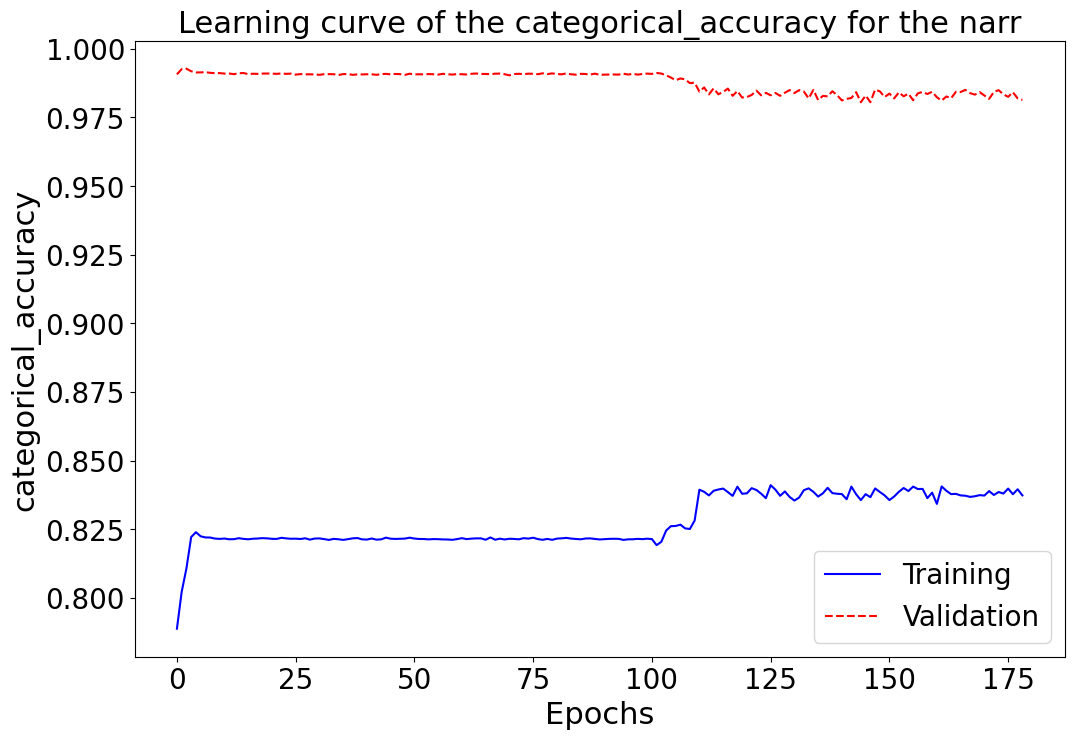 Learning curve of the categorical_accuracy for the narr
categorical_accuracy
1.000
0.975
0.950
0.925
0.900
0.875
0.850
0.825
0.800
0 25 50 75 100 125 150 175
Epochs
Training
Validation